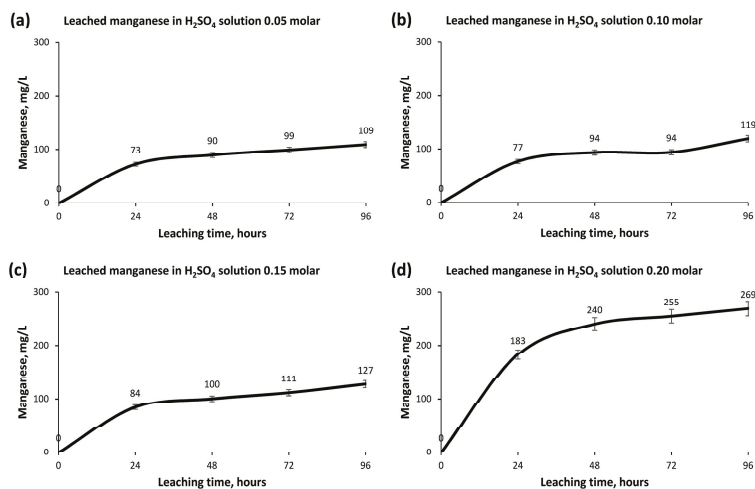 (a) Leached manganese in H₂SO₄ solution 0.05 molar
Manganese, mg/L
300
200
100
0
0
73
90
99
109
0 24 48 72 96
Leaching time, hours
(b) Leached manganese in H₂SO₄ solution 0.10 molar
Manganese, mg/L
300
200
100
0
0
77
94
94
119
0 24 48 72 96
Leaching time, hours
(c) Leached manganese in H₂SO₄ solution 0.15 molar
Manganese, mg/L
300
200
100
0
0
84
100
111
127
0 24 48 72 96
Leaching time, hours
(d) Leached manganese in H₂SO₄ solution 0.20 molar
Manganese, mg/L
300
200
100
0
0
183
240
255
269
0 24 48 72 96
Leaching time, hours